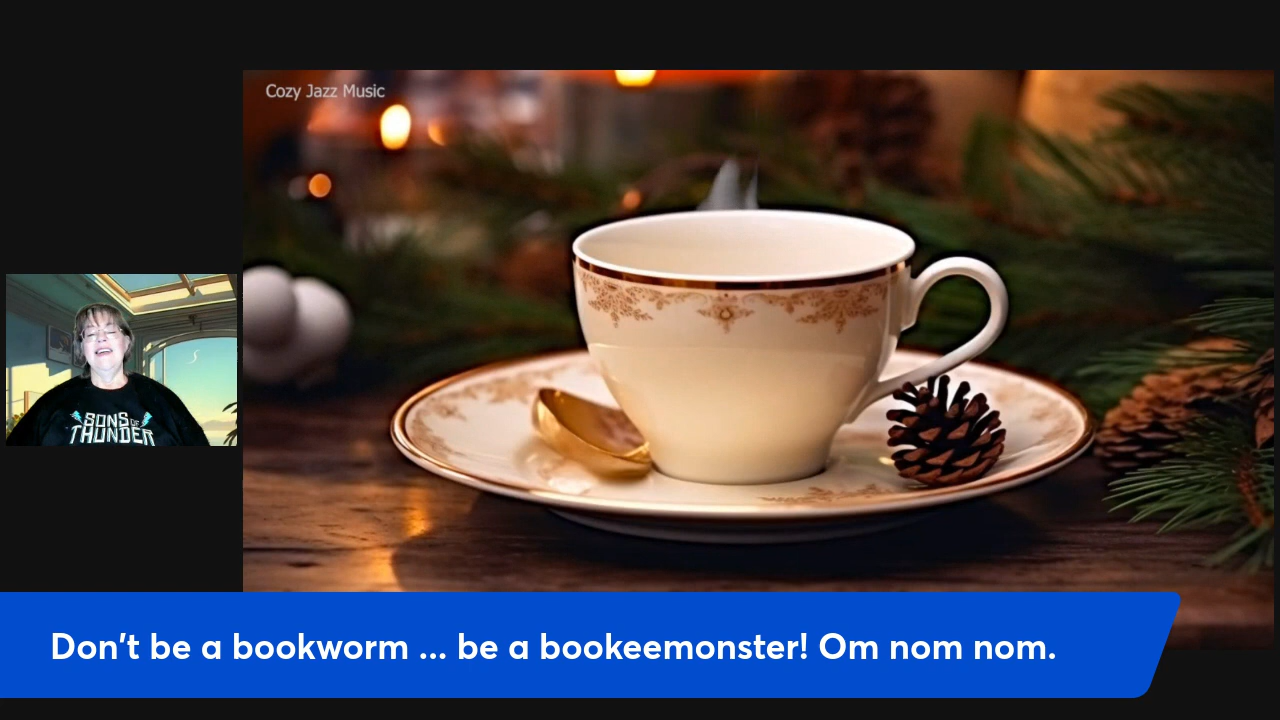 Cozy Jazz Music
SONS OF
THUNDER
Don't be a bookworm ... be a bookeemonster! Om nom nom.